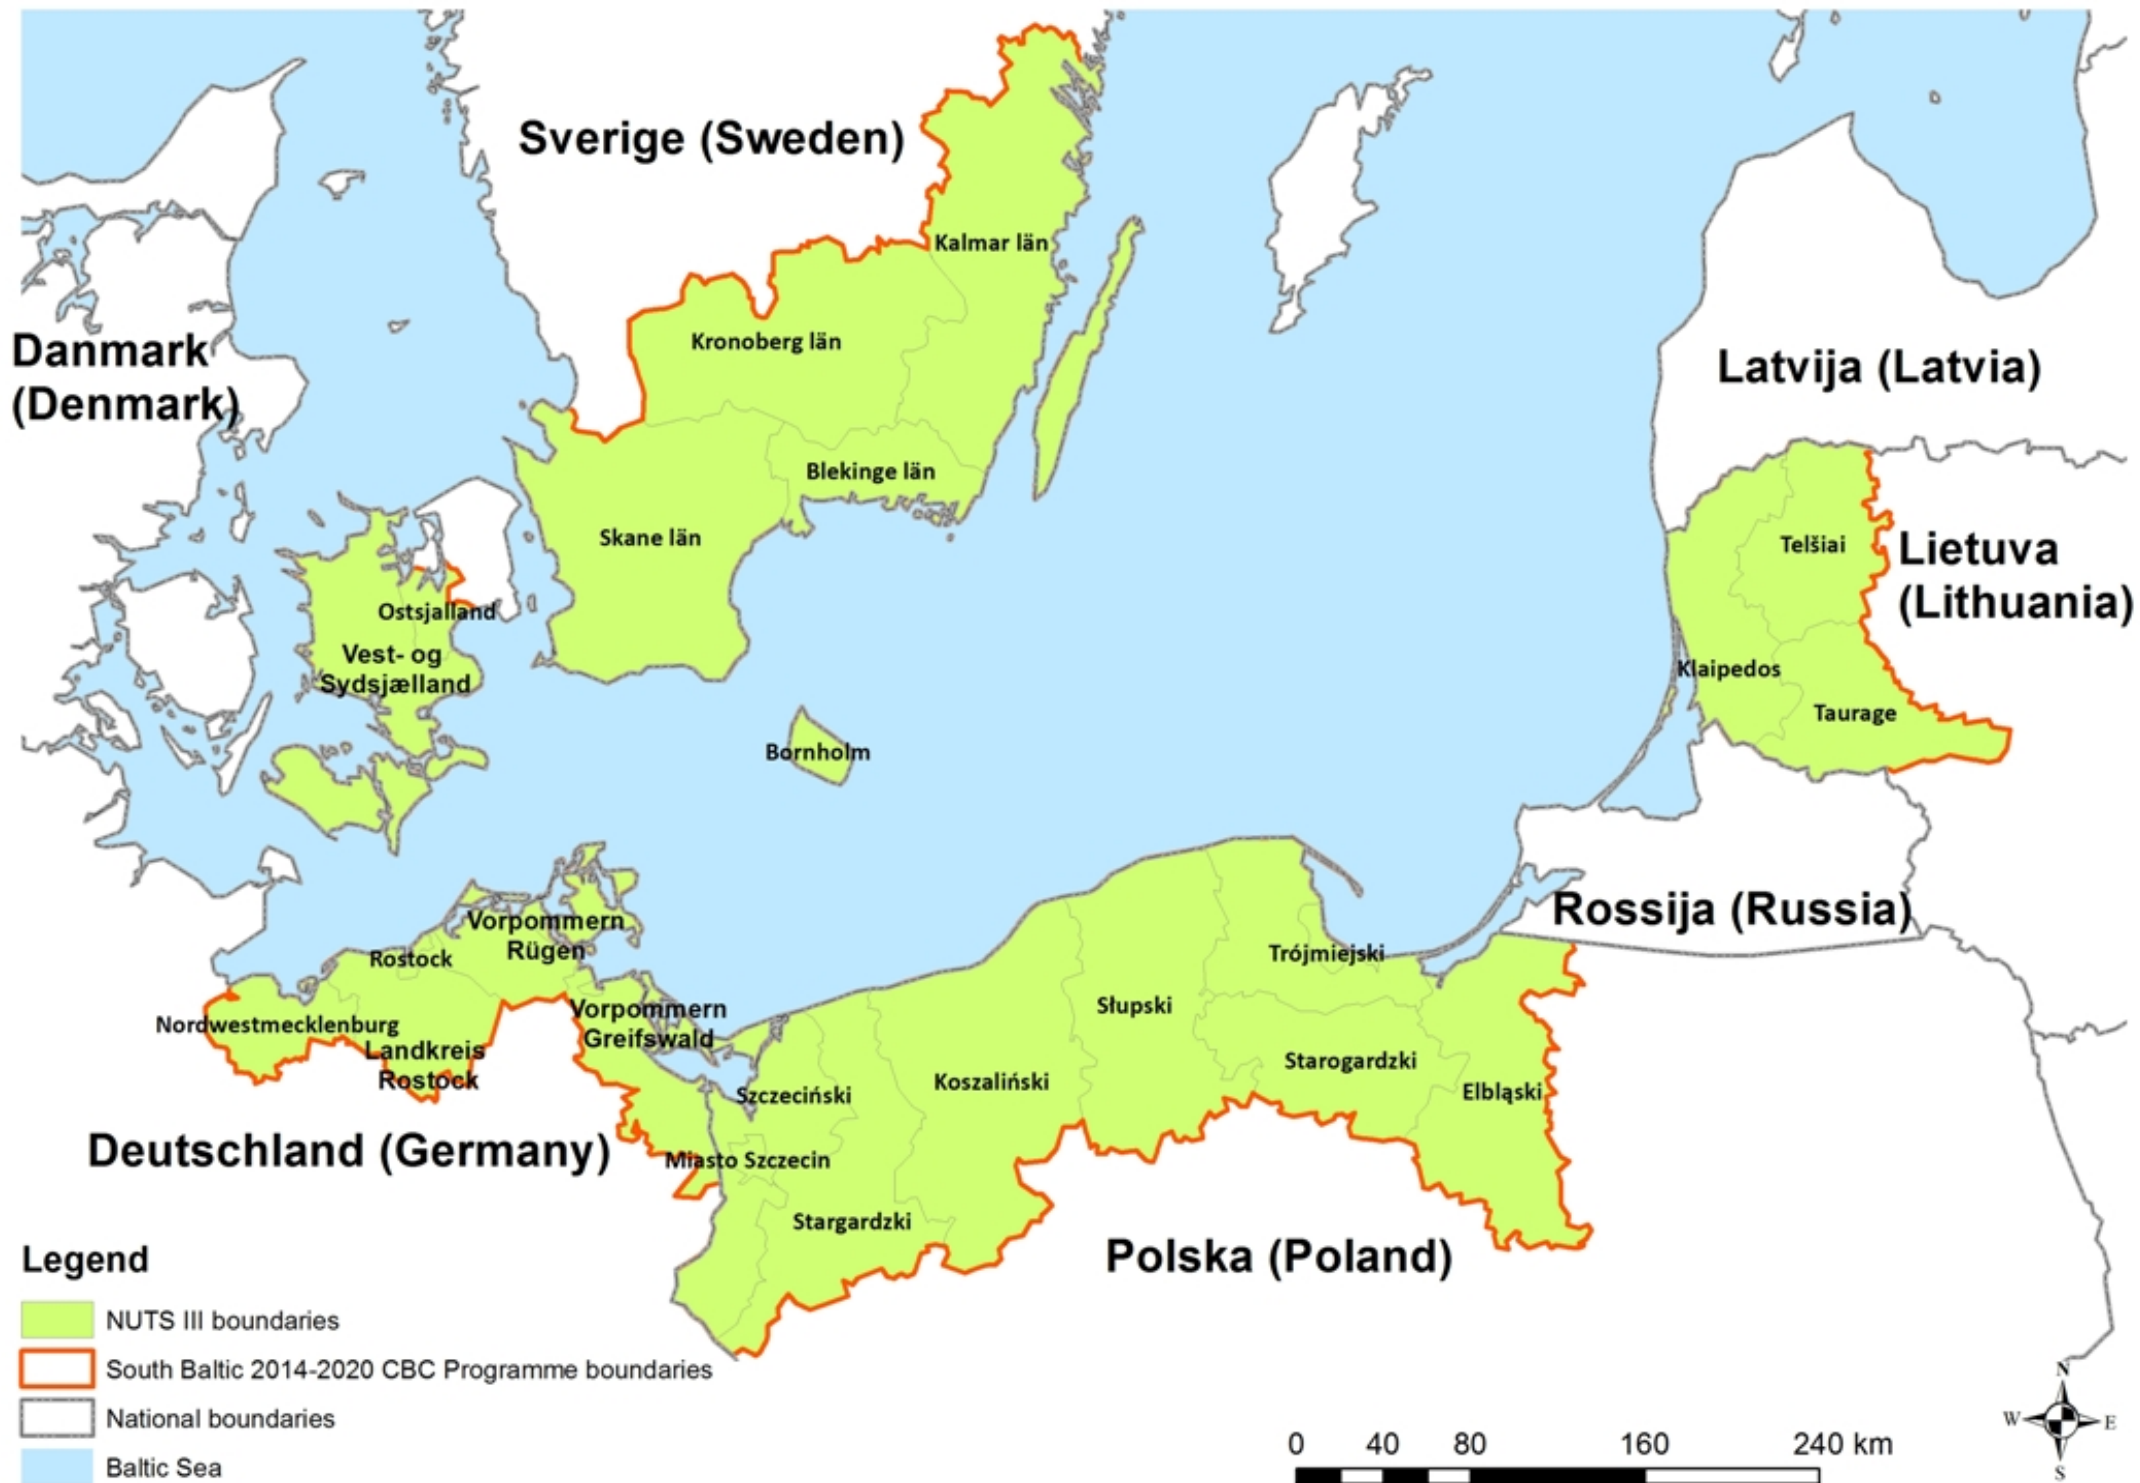 Sverige (Sweden)
Kalmar län
Kronoberg län
Danmark
(Denmark)
Latvija (Latvia)
Blekinge län
Skane län
Telšiai
Lietuva
(Lithuania)
Ostsjalland
Vest- og
Sydsjælland
Klaipedos
Taurage
Bornholm
Rossija (Russia)
Vorpommern
Rügen
Rostock
Trójmiejski
Vorpommern
Greifswald
Słupski
Nordwestmecklenburg
Landkreis
Rostock
Starogardzki
Koszaliński
Szczeciński
Elbląski
Deutschland (Germany)
Miasto Szczecin
Stargardzki
Polska (Poland)
Legend
NUTS III boundaries
South Baltic 2014-2020 CBC Programme boundaries
National boundaries
Baltic Sea
N
W E
S
0 40 80 160 240 km